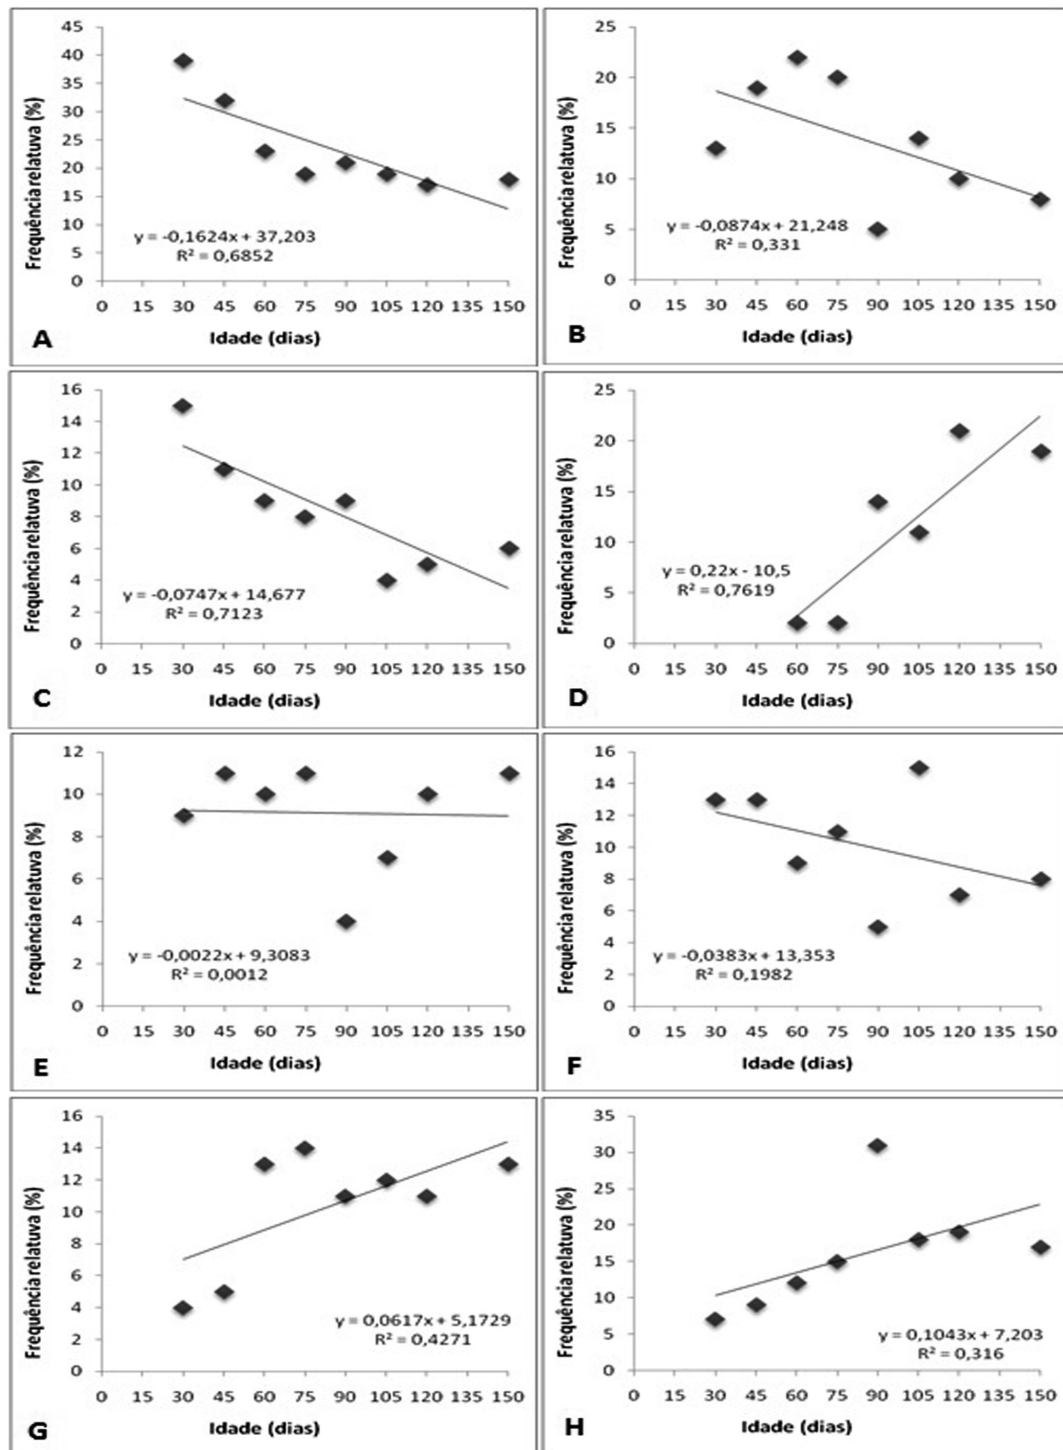 45
40
35
30
25
20
15
10
5
0
Frequência relatuva (%)
y = -0,1624x + 37,203
R² = 0,6852
0 15 30 45 60 75 90 105 120 135 150
Idade (dias)
A
25
20
15
10
5
0
Frequência relatuva (%)
y = -0,0874x + 21,248
R² = 0,331
0 15 30 45 60 75 90 105 120 135 150
Idade (dias)
B
16
14
12
10
8
6
4
2
0
Frequência relatuva (%)
y = -0,0747x + 14,677
R² = 0,7123
0 15 30 45 60 75 90 105 120 135 150
Idade (dias)
C
25
20
15
10
5
0
Frequência relatuva (%)
y = 0,22x - 10,5
R² = 0,7619
0 15 30 45 60 75 90 105 120 135 150
Idade (dias)
D
12
10
8
6
4
2
0
Frequência relatuva (%)
y = -0,0022x + 9,3083
R² = 0,0012
0 15 30 45 60 75 90 105 120 135 150
Idade (dias)
E
16
14
12
10
8
6
4
2
0
Frequência relatuva (%)
y = -0,0383x + 13,353
R² = 0,1982
0 15 30 45 60 75 90 105 120 135 150
Idade (dias)
F
16
14
12
10
8
6
4
2
0
Frequência relatuva (%)
y = 0,0617x + 5,1729
R² = 0,4271
0 15 30 45 60 75 90 105 120 135 150
Idade (dias)
G
35
30
25
20
15
10
5
0
Frequência relatuva (%)
y = 0,1043x + 7,203
R² = 0,316
0 15 30 45 60 75 90 105 120 135 150
Idade (dias)
H